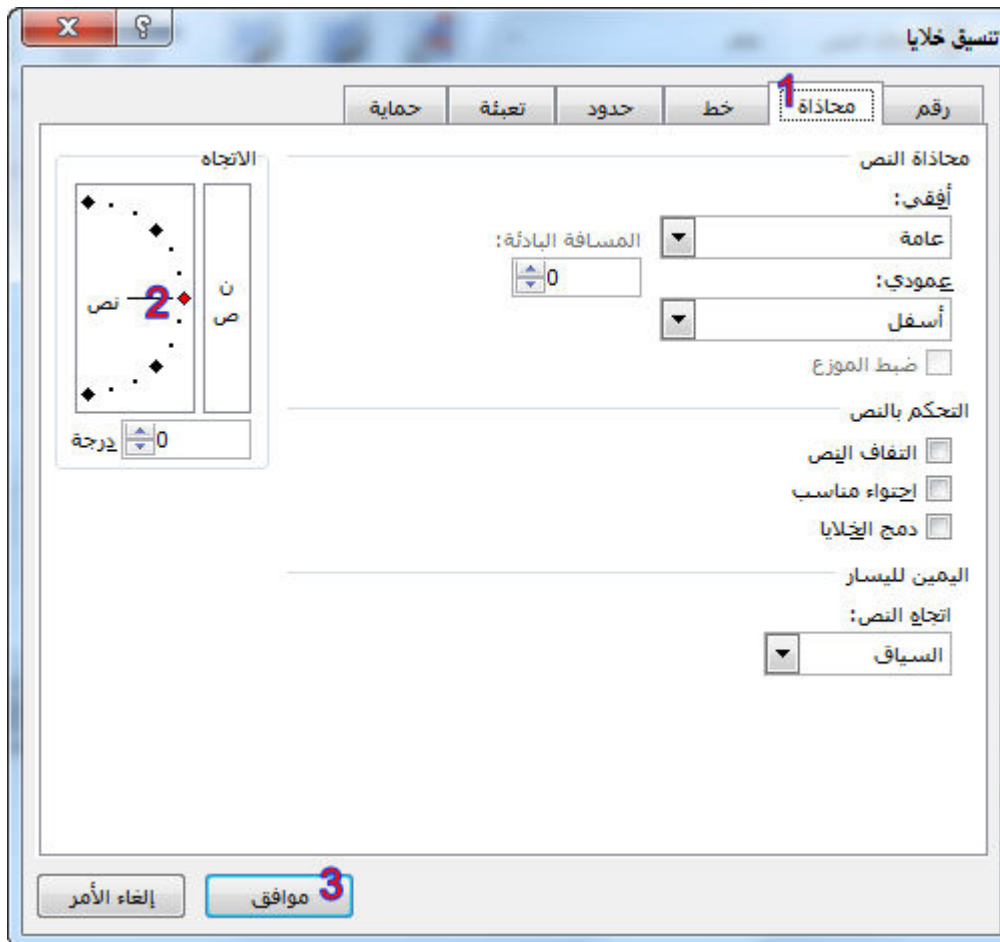 تنسيق خلايا
رقم
1 محاذاة
خط
حدود
تعبئة
حماية
محاذاة النص
أفقي:
عامة
المسافة البادئة:
0
عمودي:
أسفل
ضبط الموزع
التحكم بالنص
التفاف النص
احتواء مناسب
دمج الخلايا
اليمين لليسار
اتجاه النص:
السياق
الاتجاه
ن
ص
2 نص
0 درجة
3 موافق
إلغاء الأمر